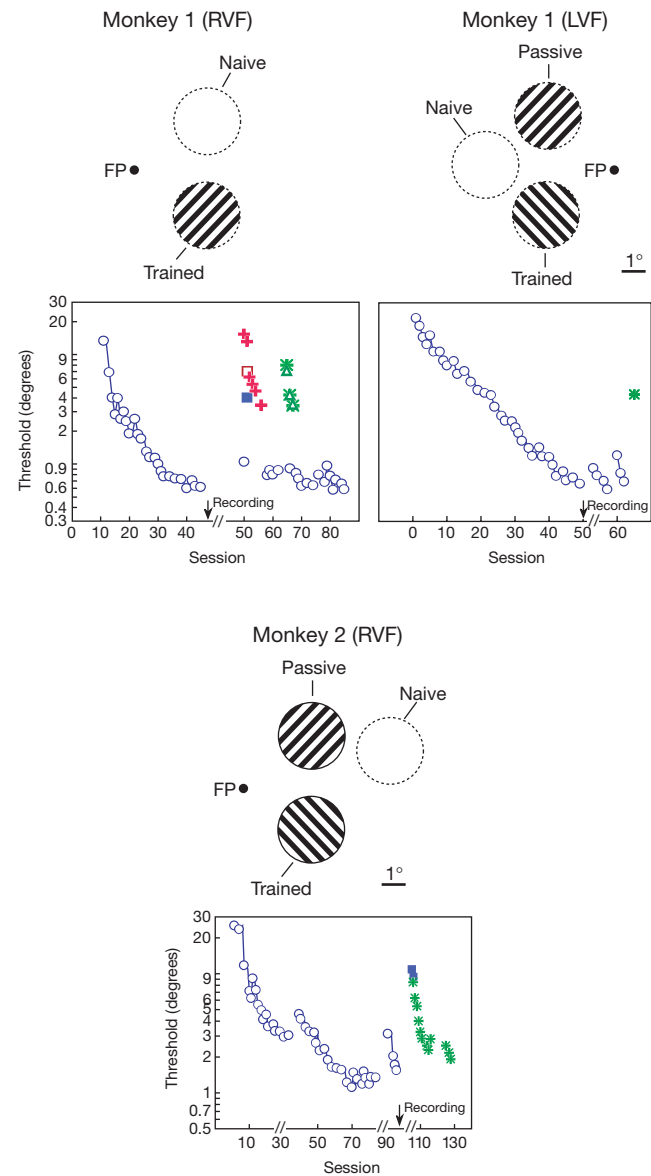 Monkey 1 (RVF)
Naive
FP
Trained
Threshold (degrees)
30
20
9
6
4
2
0.9
0.6
0.4
0.3
Recording
0 10 20 30 40 50 60 70 80
Session
Monkey 1 (LVF)
Passive
Naive
FP
Trained
1°
Recording
0 10 20 30 40 50 60
Session
Monkey 2 (RVF)
Passive
Naive
FP
Trained
1°
Threshold (degrees)
30
20
9
6
5
4
3
2
1
0.7
0.5
Recording
10 30 50 70 90 110 130
Session